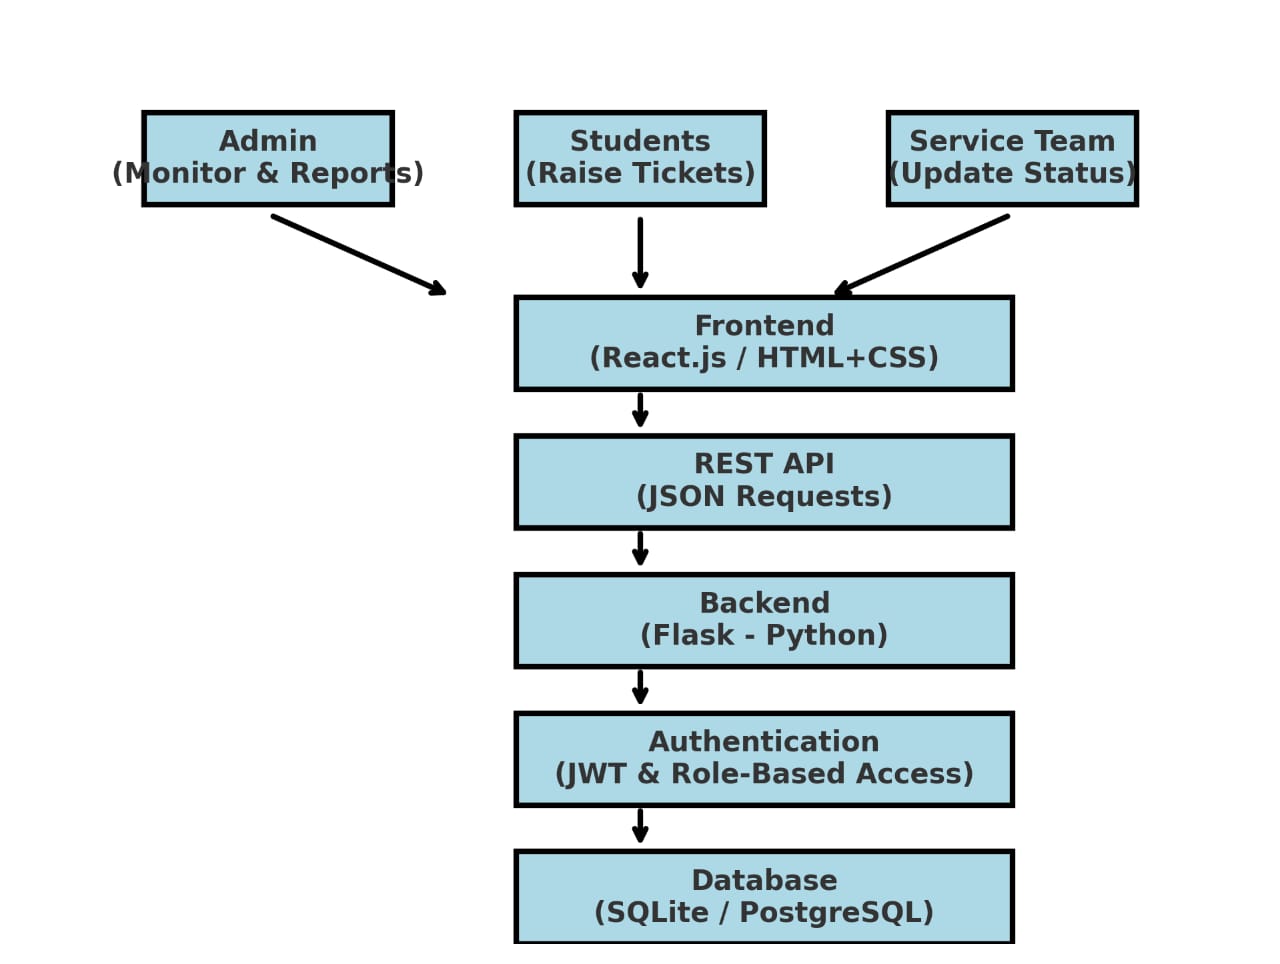 Admin
(Monitor & Reports)
Students
(Raise Tickets)
Service Team
(Update Status)
Frontend
(React.js / HTML+CSS)
REST API
(JSON Requests)
Backend
(Flask - Python)
Authentication
(JWT & Role-Based Access)
Database
(SQLite / PostgreSQL)